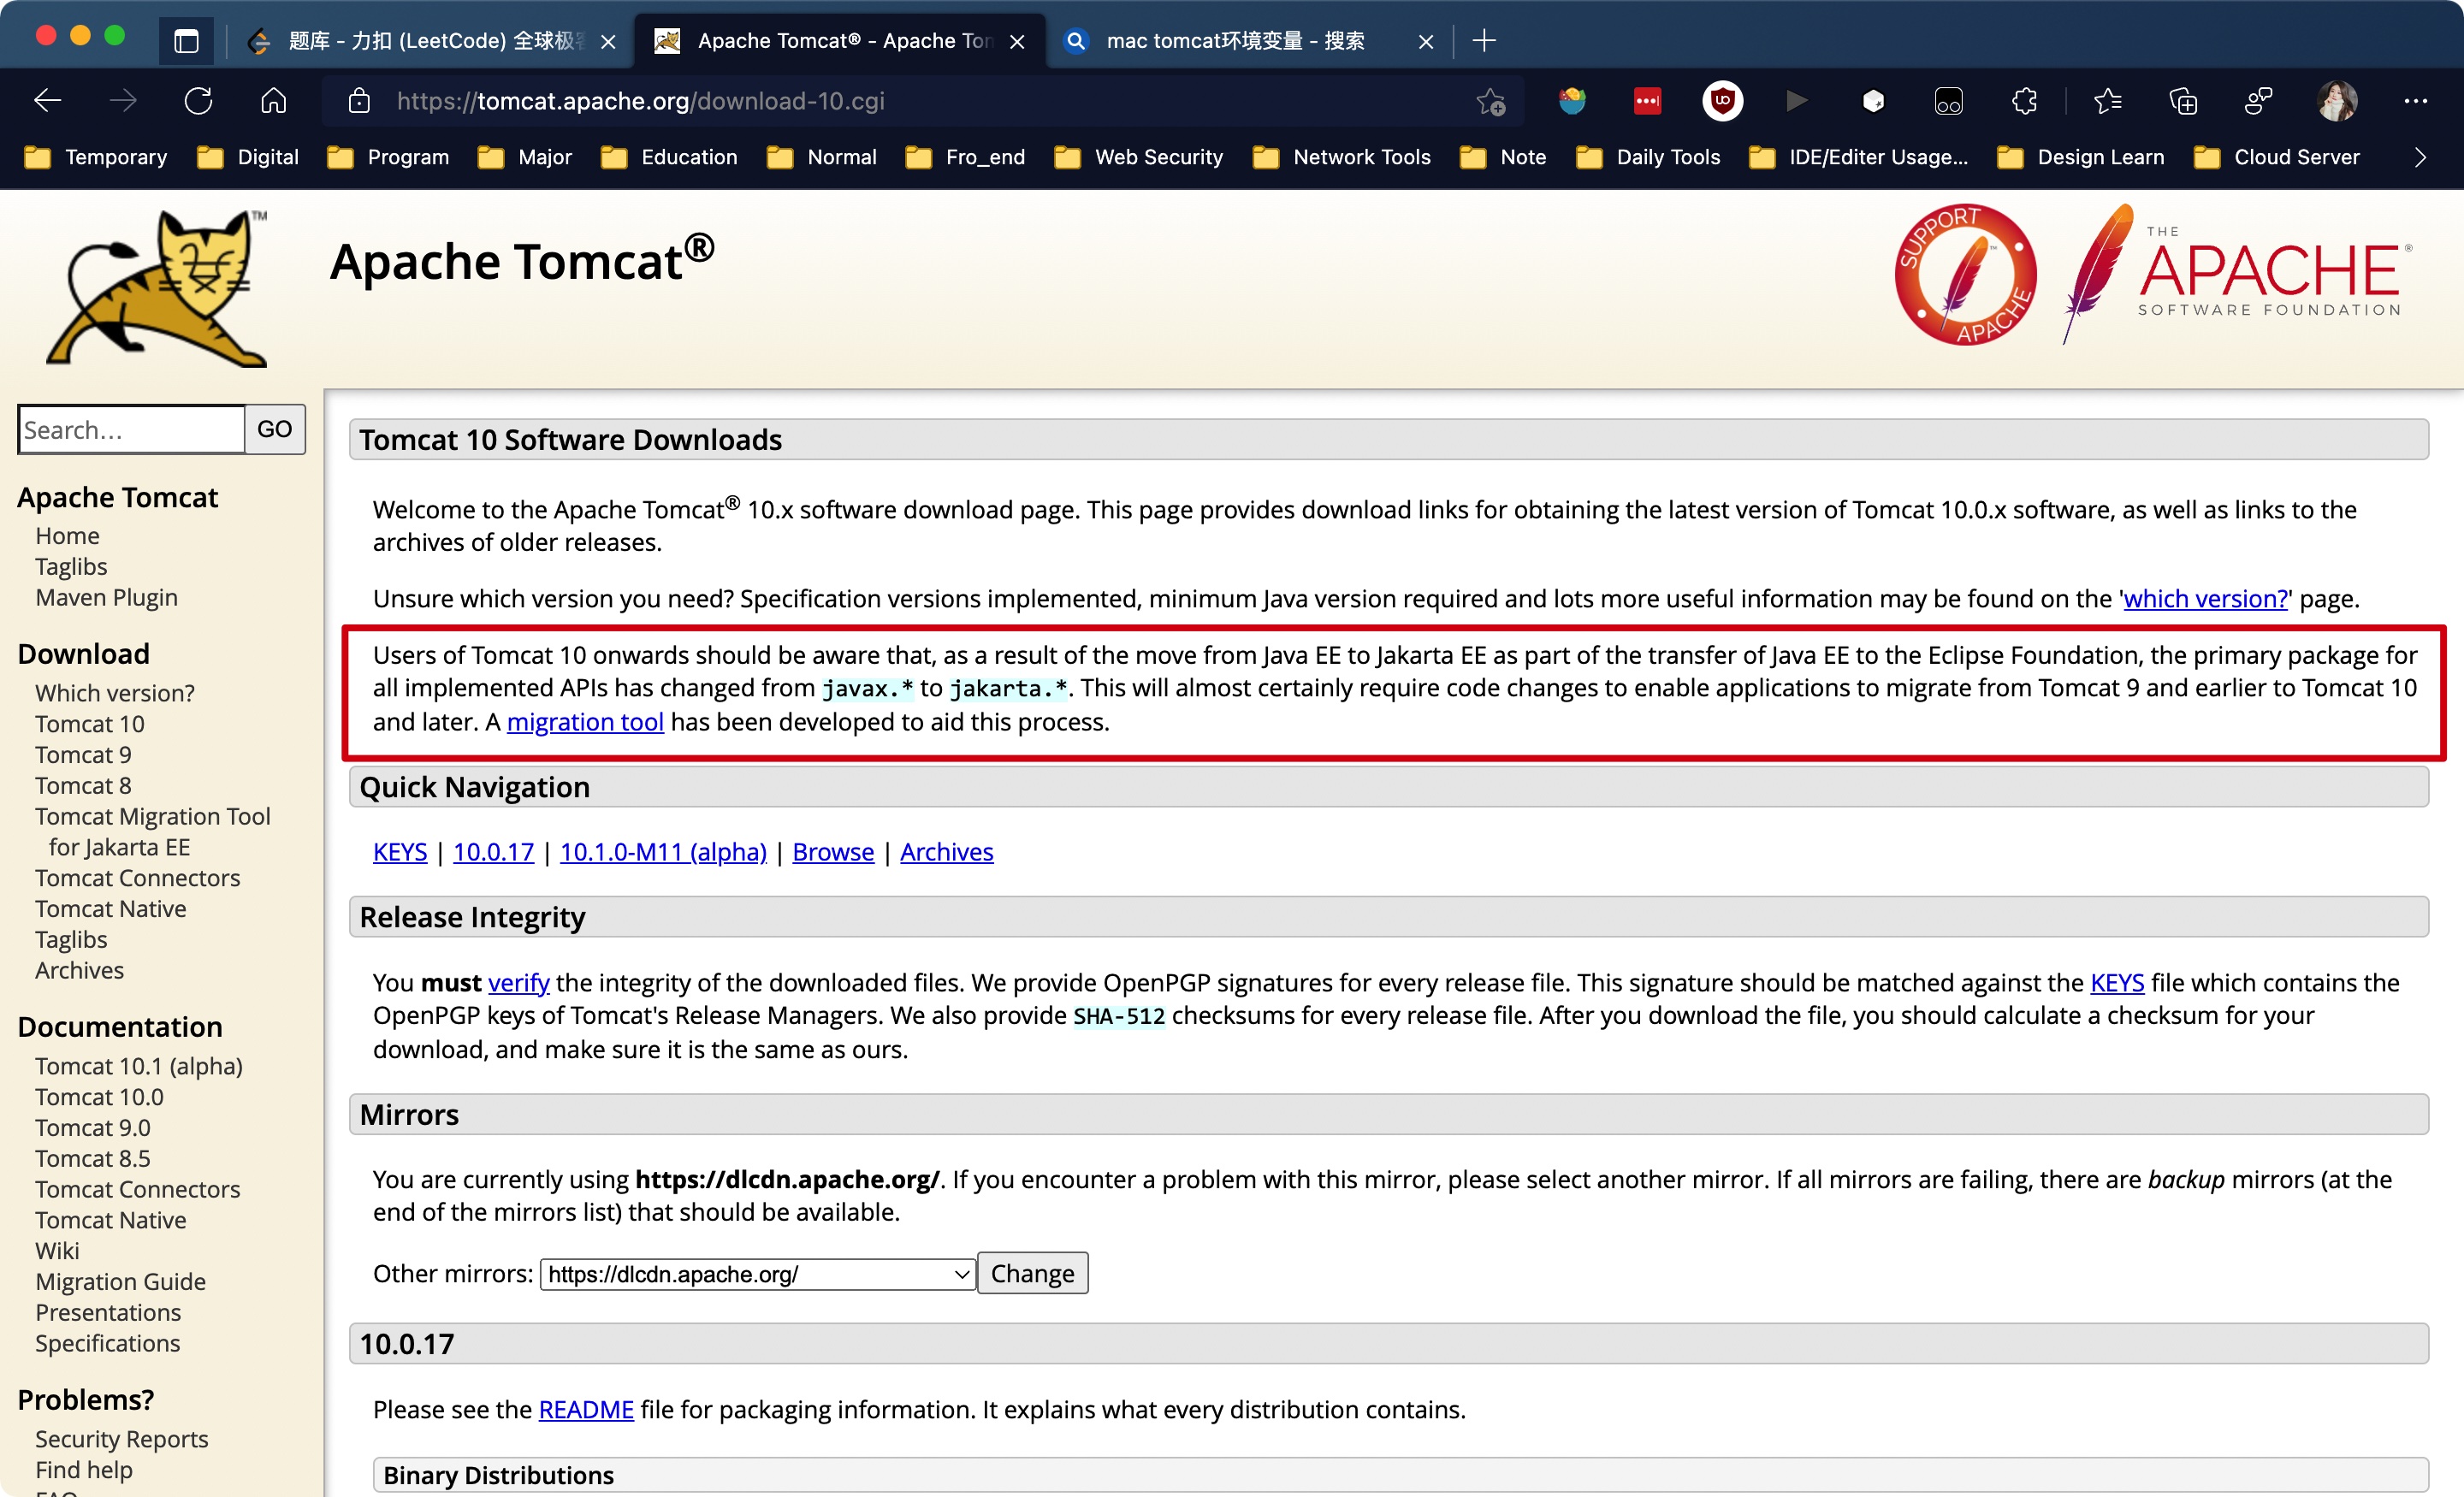 题库 - 力扣 (LeetCode) 全球极
Apache Tomcat® - Apache Tom
mac tomcat环境变量 - 搜索
https://tomcat.apache.org/download-10.cgi
Temporary Digital Program Major Education Normal Fro_end Web Security Network Tools Note Daily Tools IDE/Editer Usage... Design Learn Cloud Server
TM
Apache Tomcat®
SUPPORT APACHE
THE
APACHE®
SOFTWARE FOUNDATION
Search… GO
Apache Tomcat
Home
Taglibs
Maven Plugin
Download
Which version?
Tomcat 10
Tomcat 9
Tomcat 8
Tomcat Migration Tool
for Jakarta EE
Tomcat Connectors
Tomcat Native
Taglibs
Archives
Documentation
Tomcat 10.1 (alpha)
Tomcat 10.0
Tomcat 9.0
Tomcat 8.5
Tomcat Connectors
Tomcat Native
Wiki
Migration Guide
Presentations
Specifications
Problems?
Security Reports
Find help
FAQ
Tomcat 10 Software Downloads
Welcome to the Apache Tomcat® 10.x software download page. This page provides download links for obtaining the latest version of Tomcat 10.0.x software, as well as links to the
archives of older releases.
Unsure which version you need? Specification versions implemented, minimum Java version required and lots more useful information may be found on the 'which version?' page.
Users of Tomcat 10 onwards should be aware that, as a result of the move from Java EE to Jakarta EE as part of the transfer of Java EE to the Eclipse Foundation, the primary package for
all implemented APIs has changed from javax.* to jakarta.*. This will almost certainly require code changes to enable applications to migrate from Tomcat 9 and earlier to Tomcat 10
and later. A migration tool has been developed to aid this process.
Quick Navigation
KEYS | 10.0.17 | 10.1.0-M11 (alpha) | Browse | Archives
Release Integrity
You must verify the integrity of the downloaded files. We provide OpenPGP signatures for every release file. This signature should be matched against the KEYS file which contains the
OpenPGP keys of Tomcat's Release Managers. We also provide SHA-512 checksums for every release file. After you download the file, you should calculate a checksum for your
download, and make sure it is the same as ours.
Mirrors
You are currently using https://dlcdn.apache.org/. If you encounter a problem with this mirror, please select another mirror. If all mirrors are failing, there are backup mirrors (at the
end of the mirrors list) that should be available.
Other mirrors: https://dlcdn.apache.org/ Change
10.0.17
Please see the README file for packaging information. It explains what every distribution contains.
Binary Distributions